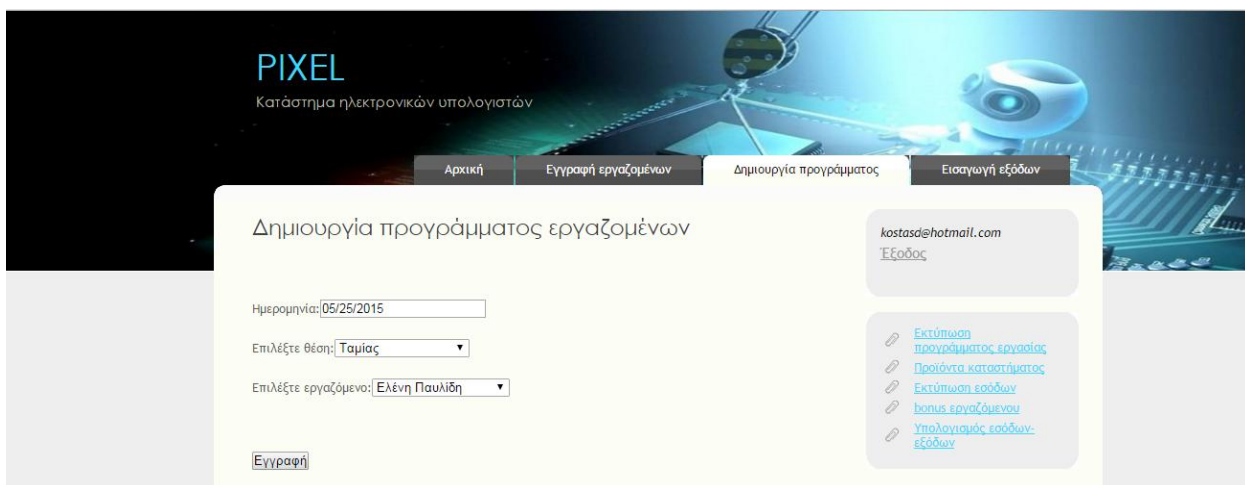 PIXEL
Κατάστημα ηλεκτρονικών υπολογιστών
Αρχική
Εγγραφή εργαζομένων
Δημιουργία προγράμματος
Εισαγωγή εξόδων
Δημιουργία προγράμματος εργαζομένων
Ημερομηνία: 05/25/2015
Επιλέξτε θέση: Ταμίας
Επιλέξτε εργαζόμενο: Ελένη Παυλίδη
Εγγραφή
kostasd@hotmail.com
Έξοδος
Εκτύπωση
προγράμματος εργασίας
Προϊόντα καταστήματος
Εκτύπωση εσόδων
bonus εργαζόμενου
Υπολογισμός εσόδων-
εξόδων